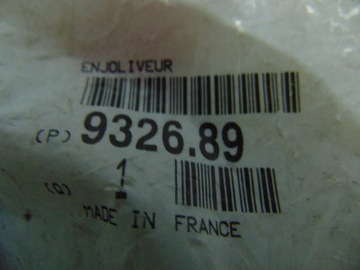 ENJOLIVEUR
(P) 9326.89
(Q) 1
MADE IN FRANCE